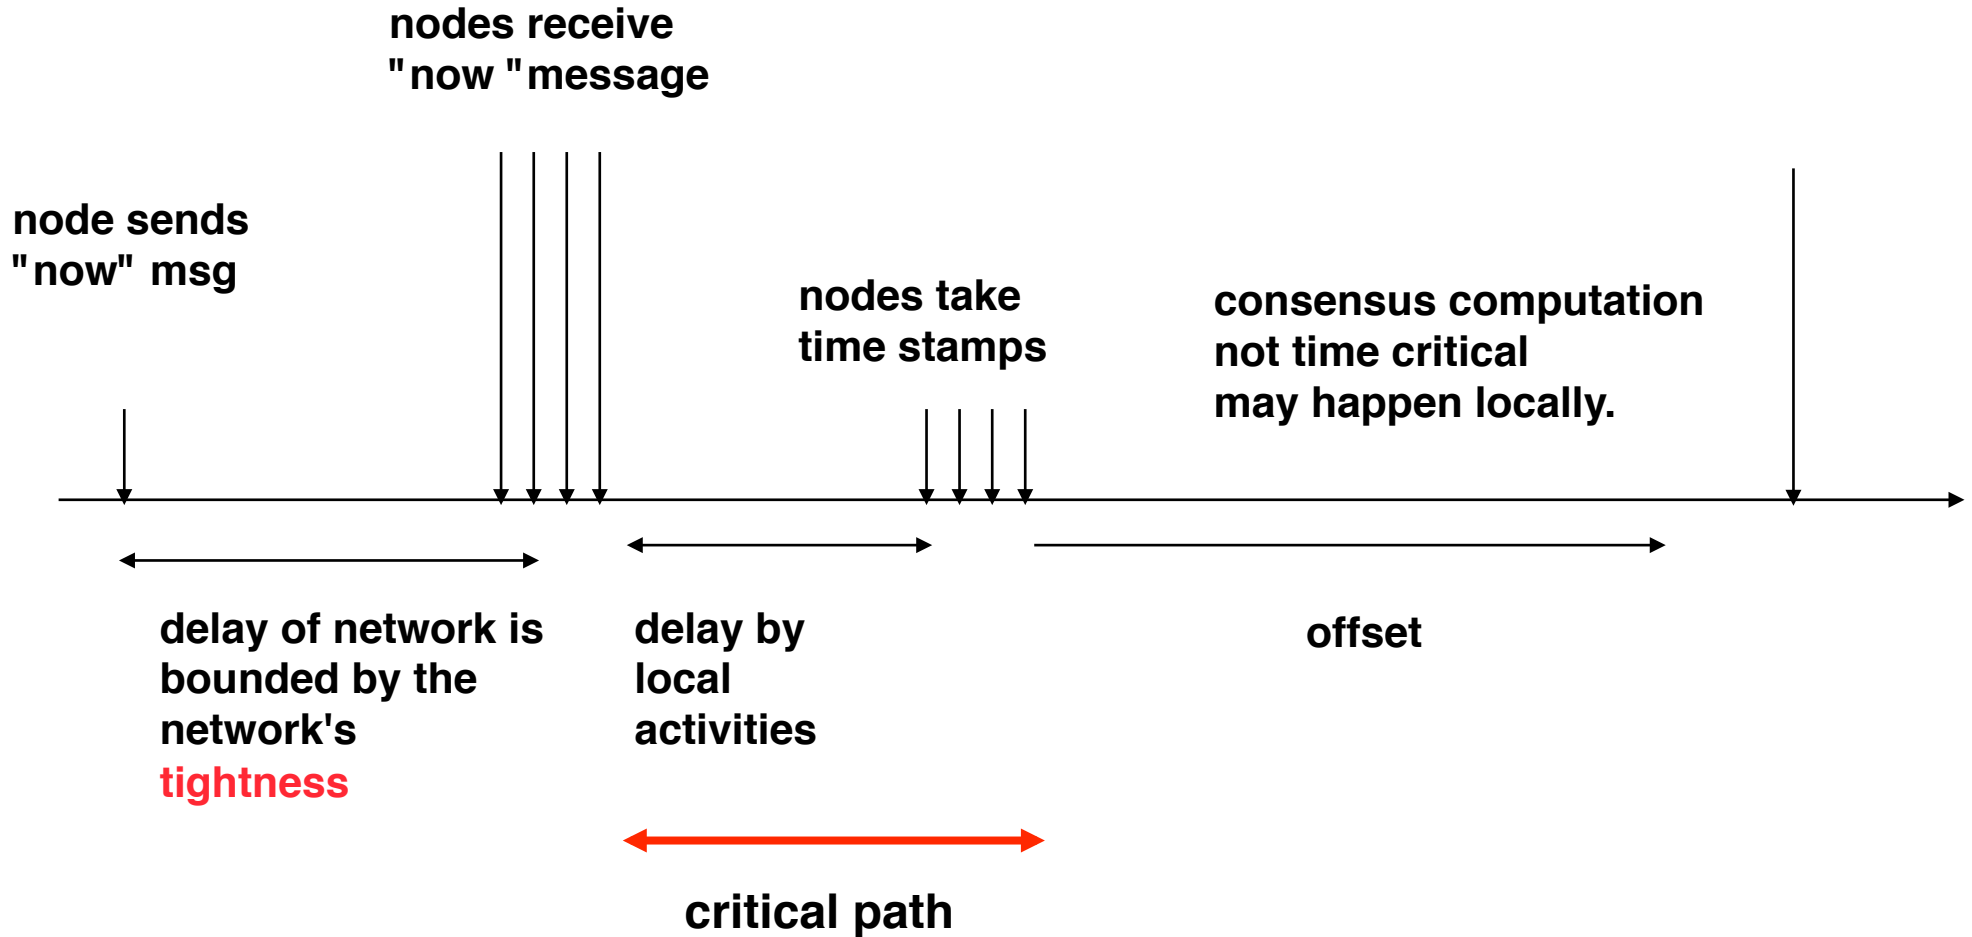 nodes receive
"now "message
node sends
"now" msg
nodes take
time stamps
consensus computation
not time critical
may happen locally.
delay of network is
bounded by the
network's
tightness
delay by
local
activities
offset
critical path